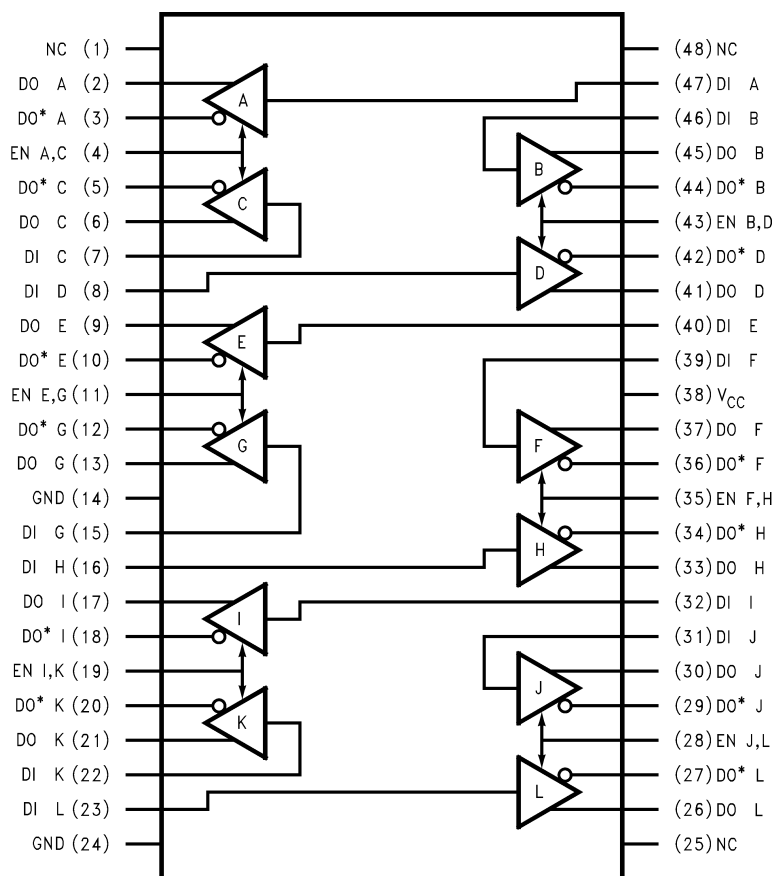 NC (1)
DO A (2)
DO* A (3)
EN A,C (4)
DO* C (5)
DO C (6)
DI C (7)
DI D (8)
DO E (9)
DO* E (10)
EN E,G (11)
DO* G (12)
DO G (13)
GND (14)
DI G (15)
DI H (16)
DO I (17)
DO* I (18)
EN I,K (19)
DO* K (20)
DO K (21)
DI K (22)
DI L (23)
GND (24)
A
C
E
G
I
K
B
D
F
H
J
L
(48) NC
(47) DI A
(46) DI B
(45) DO B
(44) DO* B
(43) EN B,D
(42) DO* D
(41) DO D
(40) DI E
(39) DI F
(38) VCC
(37) DO F
(36) DO* F
(35) EN F,H
(34) DO* H
(33) DO H
(32) DI I
(31) DI J
(30) DO J
(29) DO* J
(28) EN J,L
(27) DO* L
(26) DO L
(25) NC